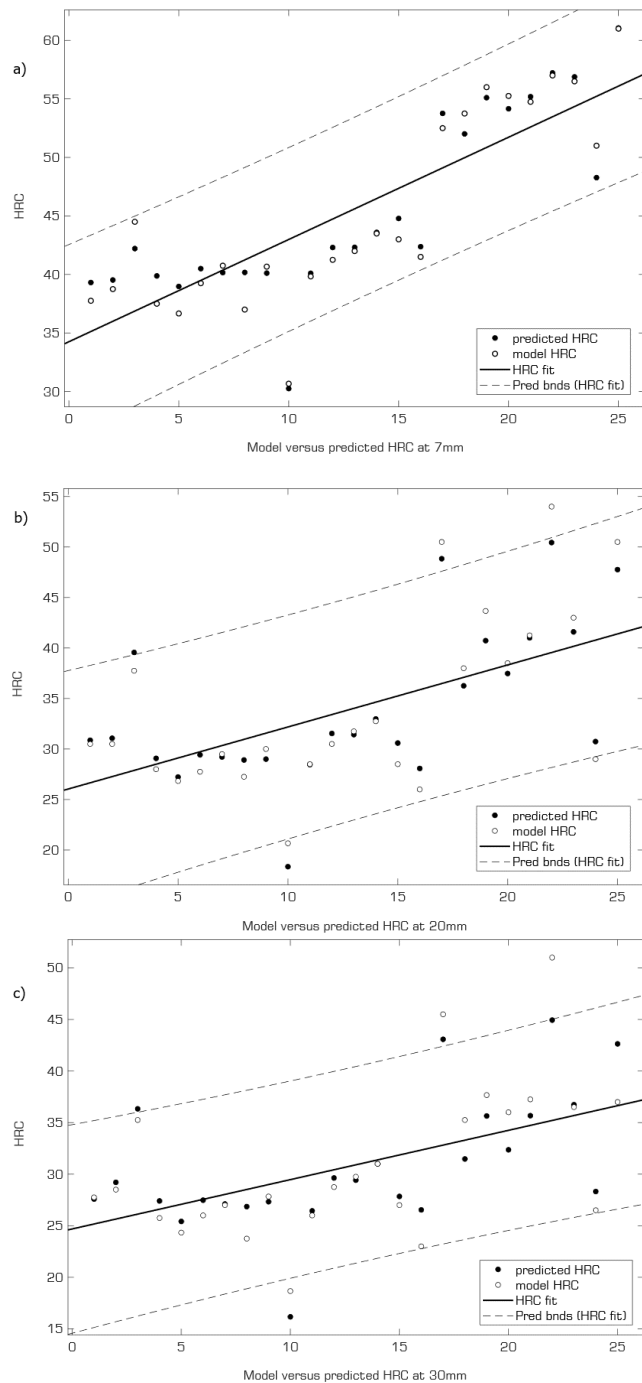 a)
60
55
50
45
40
35
30
HRC
predicted HRC
model HRC
HRC fit
Pred bnds (HRC fit)
0 5 10 15 20 25
Model versus predicted HRC at 7mm
b)
55
50
45
40
35
30
25
20
HRC
predicted HRC
model HRC
HRC fit
Pred bnds (HRC fit)
0 5 10 15 20 25
Model versus predicted HRC at 20mm
c)
50
45
40
35
30
25
20
15
HRC
predicted HRC
model HRC
HRC fit
Pred bnds (HRC fit)
0 5 10 15 20 25
Model versus predicted HRC at 30mm